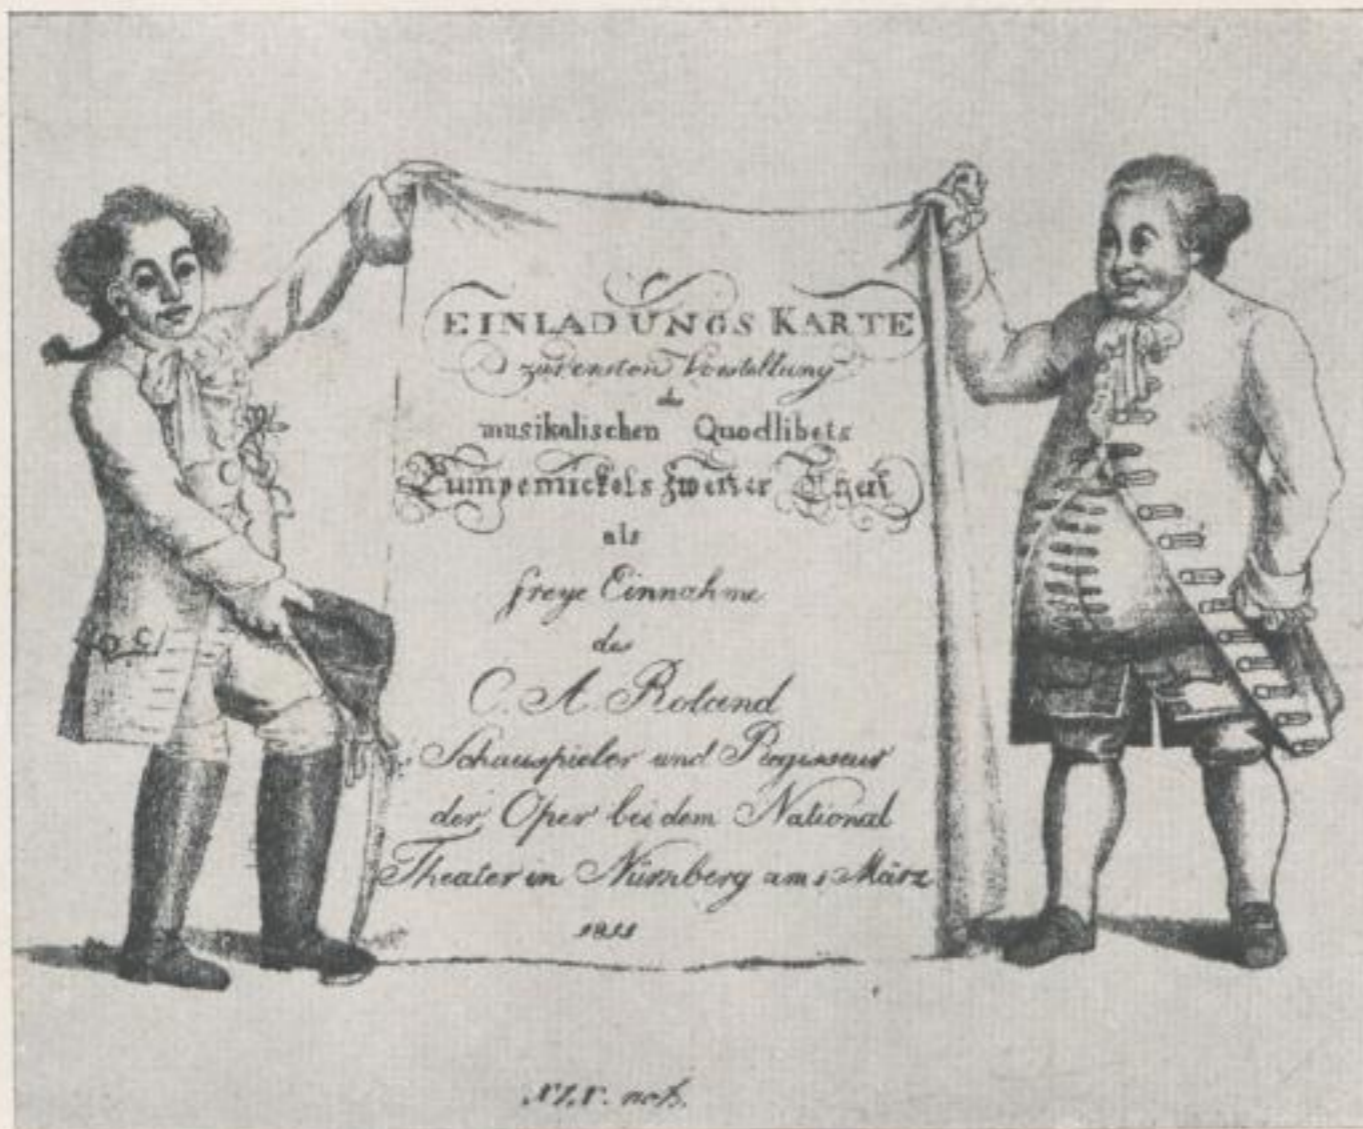 EINLADUNGS KARTE
zur ersten Vorstellung
des
musikalischen Quodlibets
Pumpernickels zweiter Theil
als
freye Einnahme
des
C. A. Roland
Schauspieler und Regisseur
der Oper bei dem National
Theater in Nürnberg am 1 März
1811